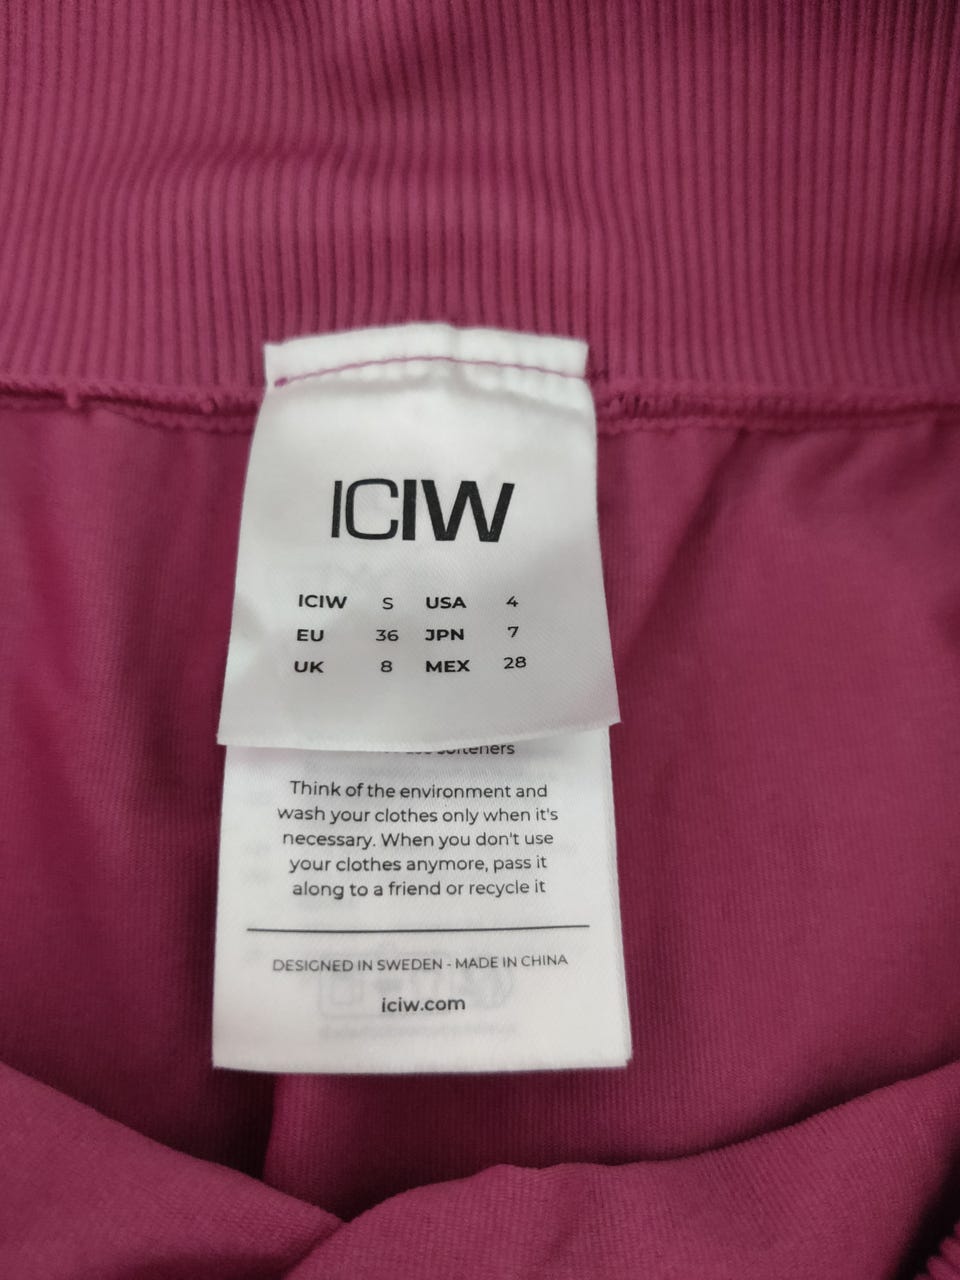 ICIW
ICIW S USA 4
EU 36 JPN 7
UK 8 MEX 28
softeners
Think of the environment and
wash your clothes only when it's
necessary. When you don't use
your clothes anymore, pass it
along to a friend or recycle it
DESIGNED IN SWEDEN - MADE IN CHINA
iciw.com